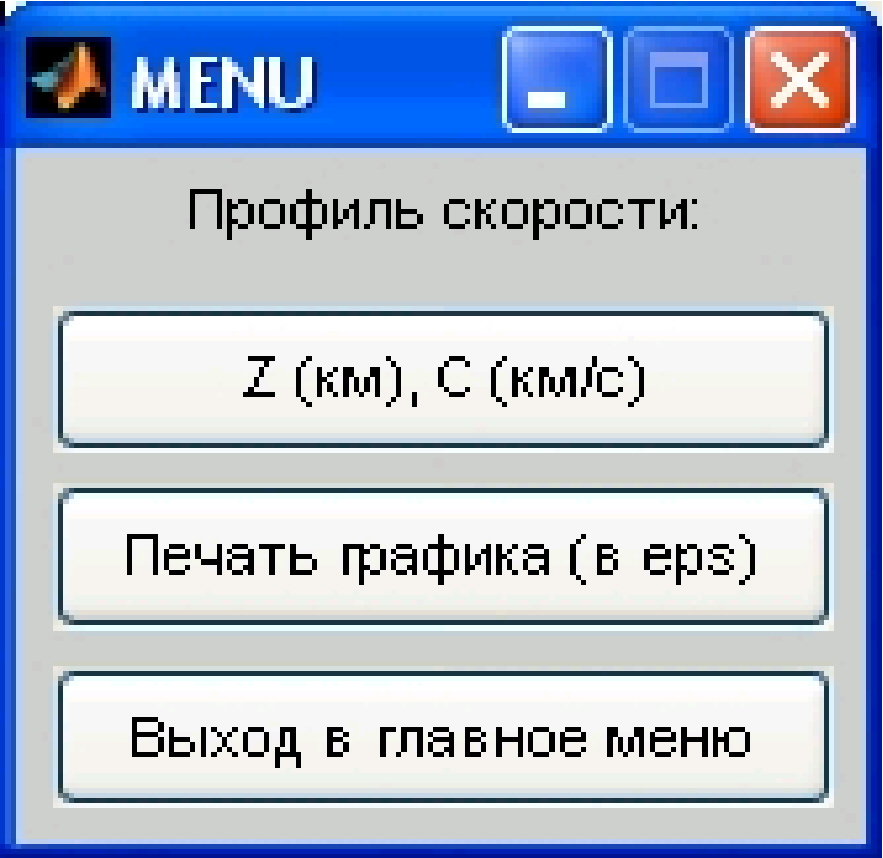 MENU
Профиль скорости:
Z (км), C (км/с)
Печать графика (в eps)
Выход в главное меню